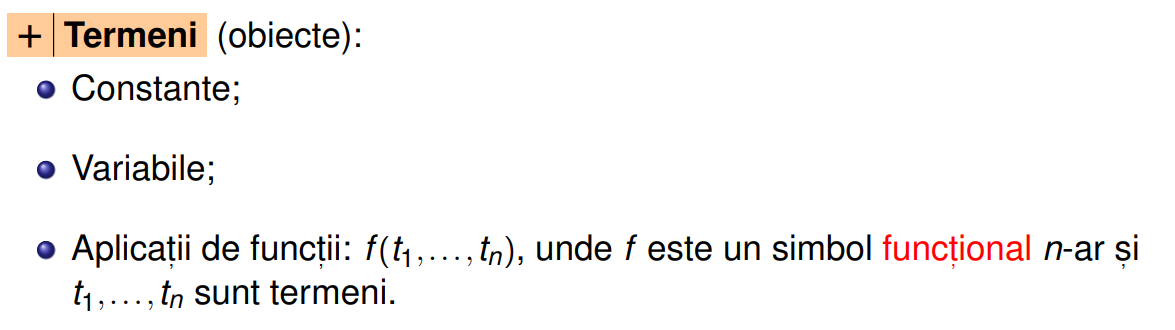 + Termeni (obiecte):
Constante;
Variabile;
Aplicații de funcții: f(t₁,...,tₙ), unde f este un simbol funcțional n-ar și
t₁,...,tₙ sunt termeni.